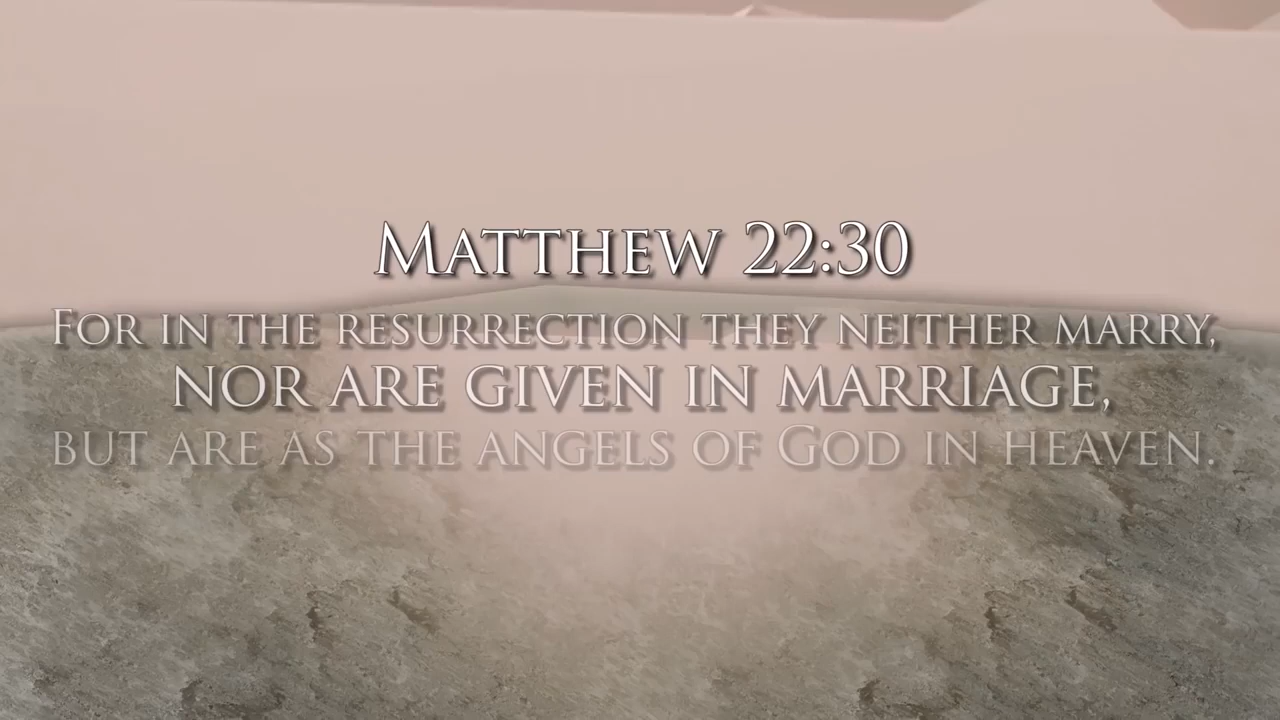 Matthew 22:30
For in the resurrection they neither marry,
nor are given in marriage,
but are as the angels of God in heaven.